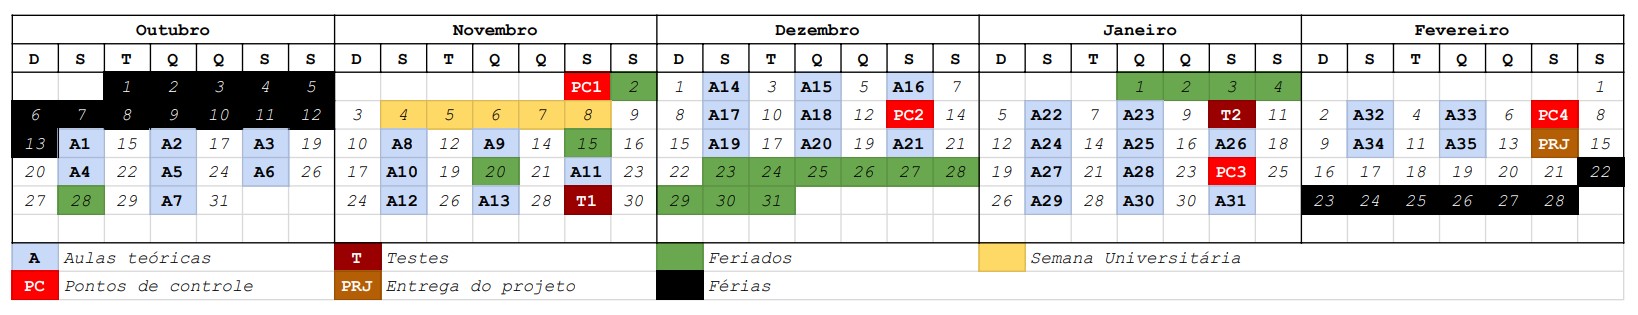 Outubro Novembro Dezembro Janeiro Fevereiro
D S T Q Q S S D S T Q Q S S D S T Q Q S S D S T Q Q S S D S T Q Q S S
1 2 3 4 5 PC1 2 1 A14 3 A15 5 A16 7 1 2 3 4 1
6 7 8 9 10 11 12 3 4 5 6 7 8 9 8 A17 10 A18 12 PC2 14 5 A22 7 A23 9 T2 11 2 A32 4 A33 6 PC4 8
13 A1 15 A2 17 A3 19 10 A8 12 A9 14 15 16 15 A19 17 A20 19 A21 21 12 A24 14 A25 16 A26 18 9 A34 11 A35 13 PRJ 15
20 A4 22 A5 24 A6 26 17 A10 19 20 21 A11 23 22 23 24 25 26 27 28 19 A27 21 A28 23 PC3 25 16 17 18 19 20 21 22
27 28 29 A7 31 24 A12 26 A13 28 T1 30 29 30 31 26 A29 28 A30 30 A31 23 24 25 26 27 28
A Aulas teóricas T Testes Feriados Semana Universitária
PC Pontos de controle PRJ Entrega do projeto Férias